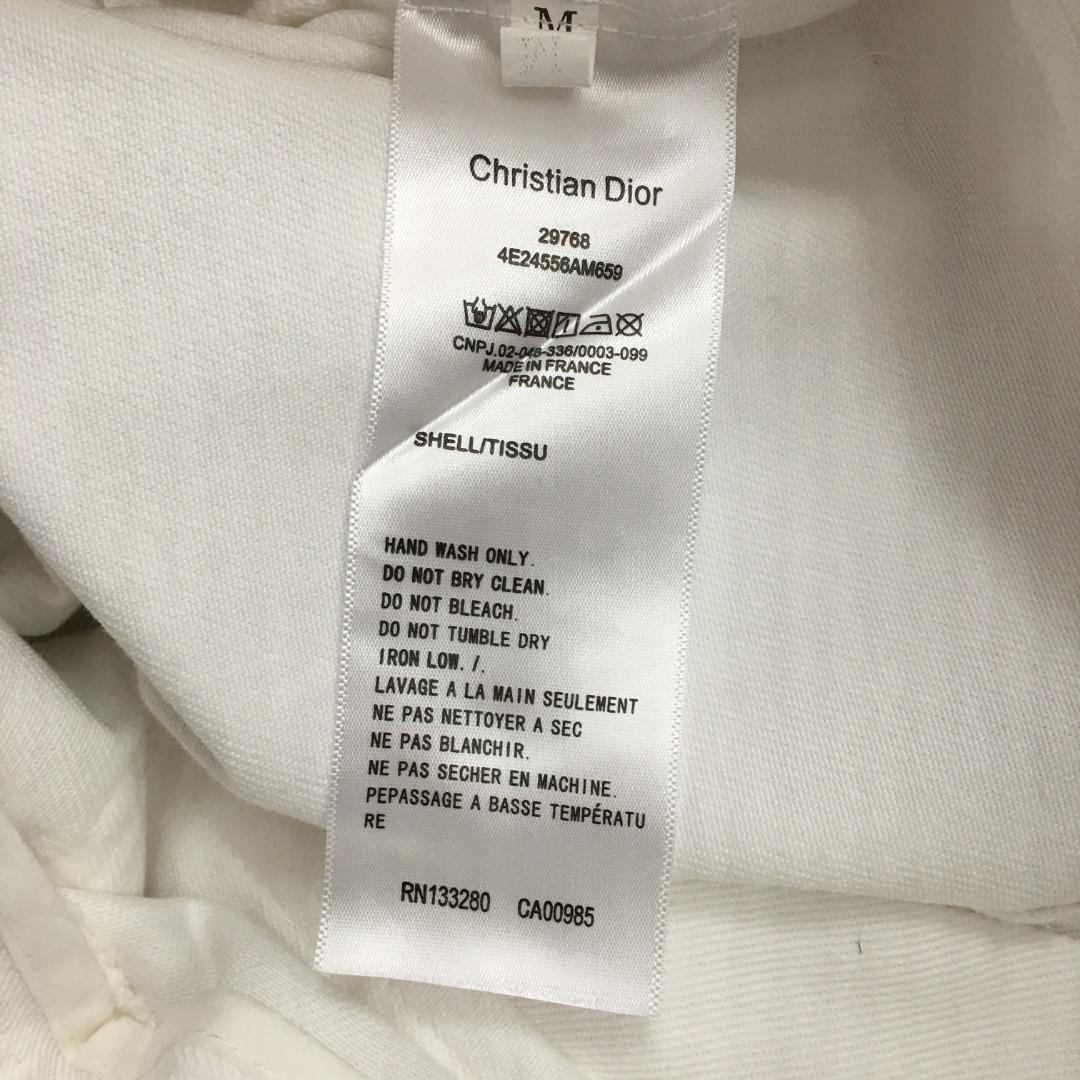 M
Christian Dior
29768
4E24556AM659
CNPJ.02-046-336/0003-099
MADE IN FRANCE
FRANCE
SHELL/TISSU
HAND WASH ONLY.
DO NOT BRY CLEAN.
DO NOT BLEACH.
DO NOT TUMBLE DRY
IRON LOW. /.
LAVAGE A LA MAIN SEULEMENT
NE PAS NETTOYER A SEC
NE PAS BLANCHIR.
NE PAS SECHER EN MACHINE.
PEPASSAGE A BASSE TEMPÉRATU
RE
RN133280 CA00985